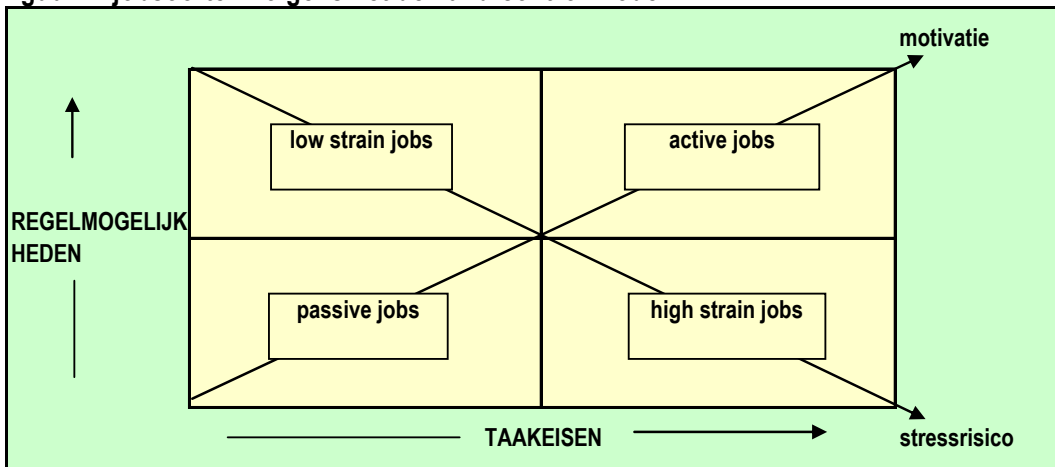 motivatie
low strain jobs
active jobs
REGELMOGELIJK
HEDEN
passive jobs
high strain jobs
TAAKEISEN
stressrisico